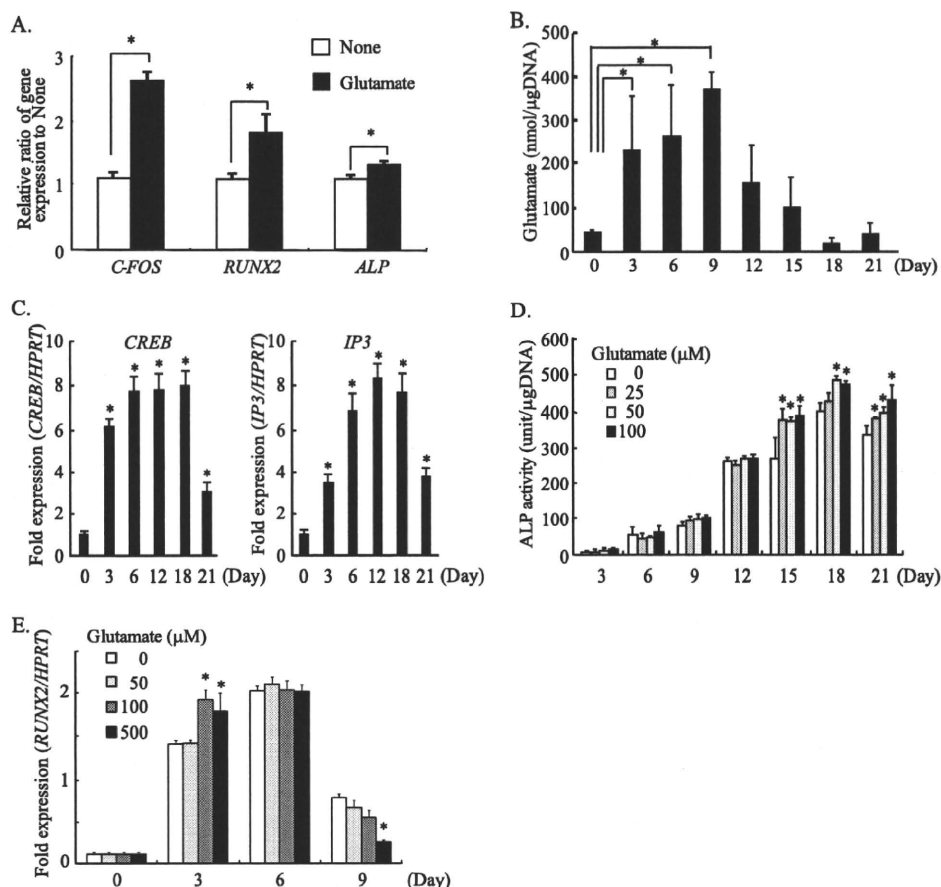 A.
Relative ratio of gene
expression to None
3
2
1
0
*
*
*
None
Glutamate
C-FOS RUNX2 ALP
B.
Glutamate (nmol/μgDNA)
500
400
300
200
100
0
*
*
*
0 3 6 9 12 15 18 21 (Day)
C.
Fold expression (CREB/HPRT)
CREB
10
8
6
4
2
0
* * * * *
0 3 6 12 18 21 (Day)
Fold expression (IP3/HPRT)
IP3
10
8
6
4
2
0
* * * * *
0 3 6 12 18 21 (Day)
D.
ALP activity (unit/μgDNA)
600
500
400
300
200
100
0
Glutamate (μM)
0
25
50
100
* * * * * * * *
3 6 9 12 15 18 21 (Day)
E.
Glutamate (μM)
0
50
100
500
Fold expression (RUNX2/HPRT)
2
1
0
* * *
0 3 6 9 (Day)